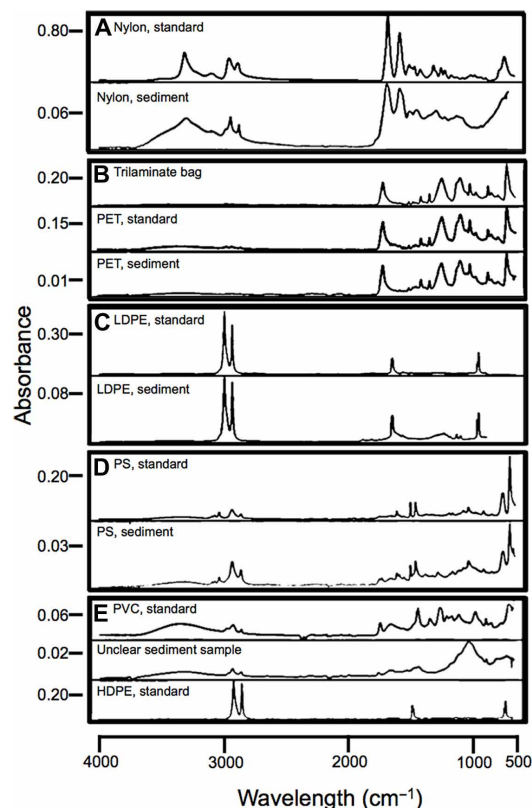 0.80
A Nylon, standard
0.06
Nylon, sediment
0.20
B Trilaminate bag
0.15
PET, standard
0.01
PET, sediment
Absorbance
0.30
C LDPE, standard
0.08
LDPE, sediment
0.20
D PS, standard
0.03
PS, sediment
0.06
E PVC, standard
0.02
Unclear sediment sample
0.20
HDPE, standard
4000 3000 2000 1000 500
Wavelength (cm⁻¹)